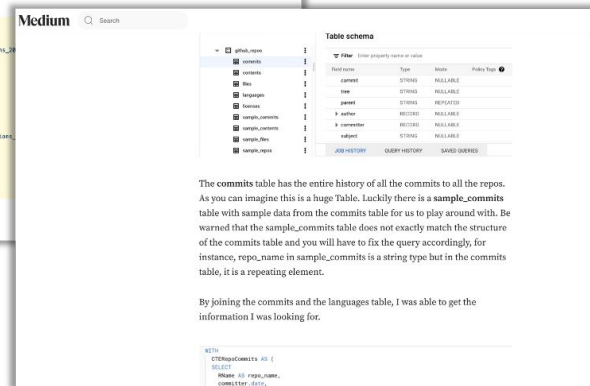 Medium
Search
Table schema
Filter Enter property name or value
Field name Type Mode Policy Tags
github_repos
commits
contents
files
languages
licenses
sample_commits
sample_contents
sample_files
sample_repos
commit STRING NULLABLE
tree STRING NULLABLE
parent STRING REPEATED
author RECORD NULLABLE
committer RECORD NULLABLE
subject STRING NULLABLE
JOB HISTORY QUERY HISTORY SAVED QUERIES
The commits table has the entire history of all the commits to all the repos.
As you can imagine this is a huge Table. Luckily there is a sample_commits
table with sample data from the commits table for us to play around with. Be
warned that the sample_commits table does not exactly match the structure
of the commits table and you will have to fix the query accordingly, for
instance, repo_name in sample_commits is a string type but in the commits
table, it is a repeating element.
By joining the commits and the languages table, I was able to get the
information I was looking for.
WITH
CTERepoCommits AS (
SELECT
RName AS repo_name,
committer.date,